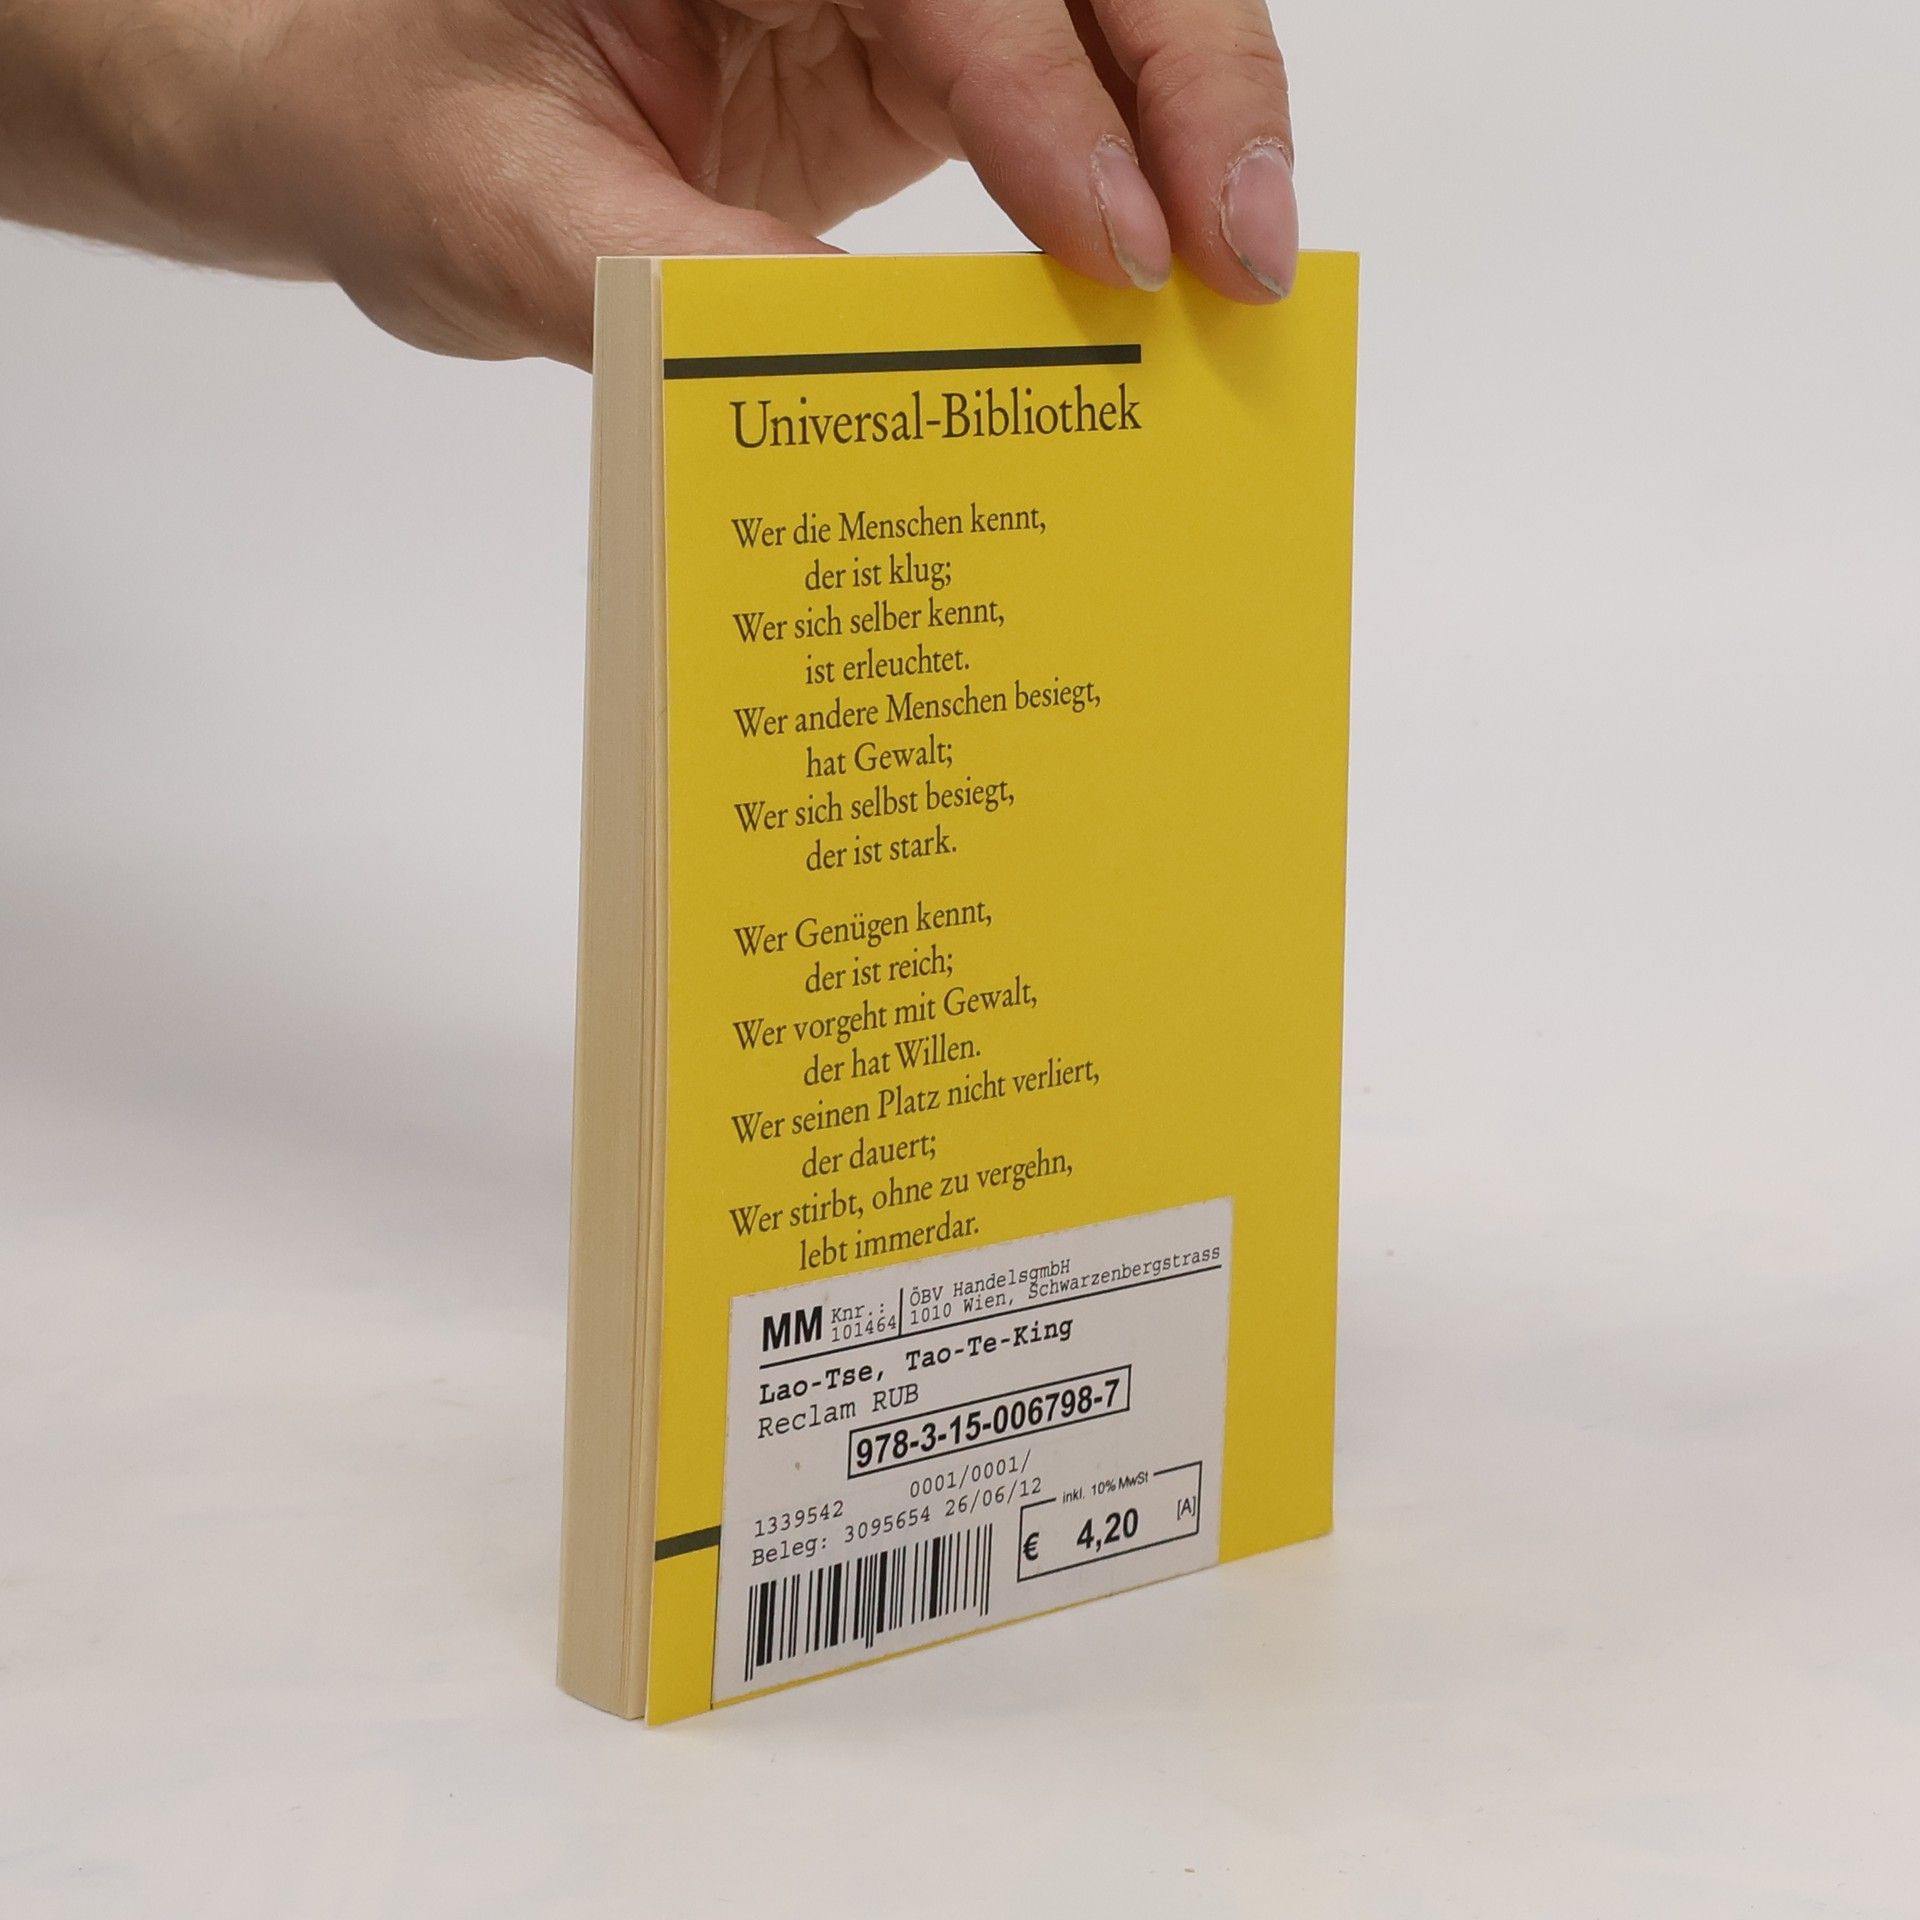 Universal-Bibliothek
Wer die Menschen kennt,
der ist klug;
Wer sich selber kennt,
ist erleuchtet.
Wer andere Menschen besiegt,
hat Gewalt;
Wer sich selbst besiegt,
der ist stark.
Wer Genügen kennt,
der ist reich;
Wer vorgeht mit Gewalt,
der hat Willen.
Wer seinen Platz nicht verliert,
der dauert;
Wer stirbt, ohne zu vergehn,
lebt immerdar.
MM Knr.: 101464
ÖBV HandelsgmbH
1010 Wien, Schwarzenbergstrass
Lao-Tse, Tao-Te-King
Reclam RUB
978-3-15-006798-7
1339542 0001/0001/
Beleg: 3095654 26/06/12
inkl. 10% MwSt
€ 4,20 [A]